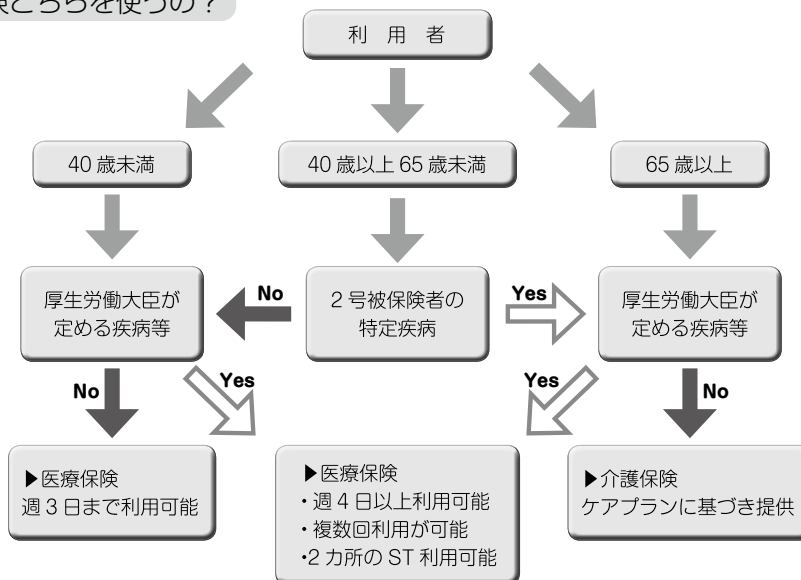 険どちらを使うの？
利 用 者
40 歳未満
40 歳以上 65 歳未満
65 歳以上
厚生労働大臣が
定める疾病等
No
2 号被保険者の
特定疾病
Yes
厚生労働大臣が
定める疾病等
No
Yes
Yes
No
▶医療保険
週 3 日まで利用可能
▶医療保険
・週 4 日以上利用可能
・複数回利用が可能
・2 カ所の ST 利用可能
▶介護保険
ケアプランに基づき提供